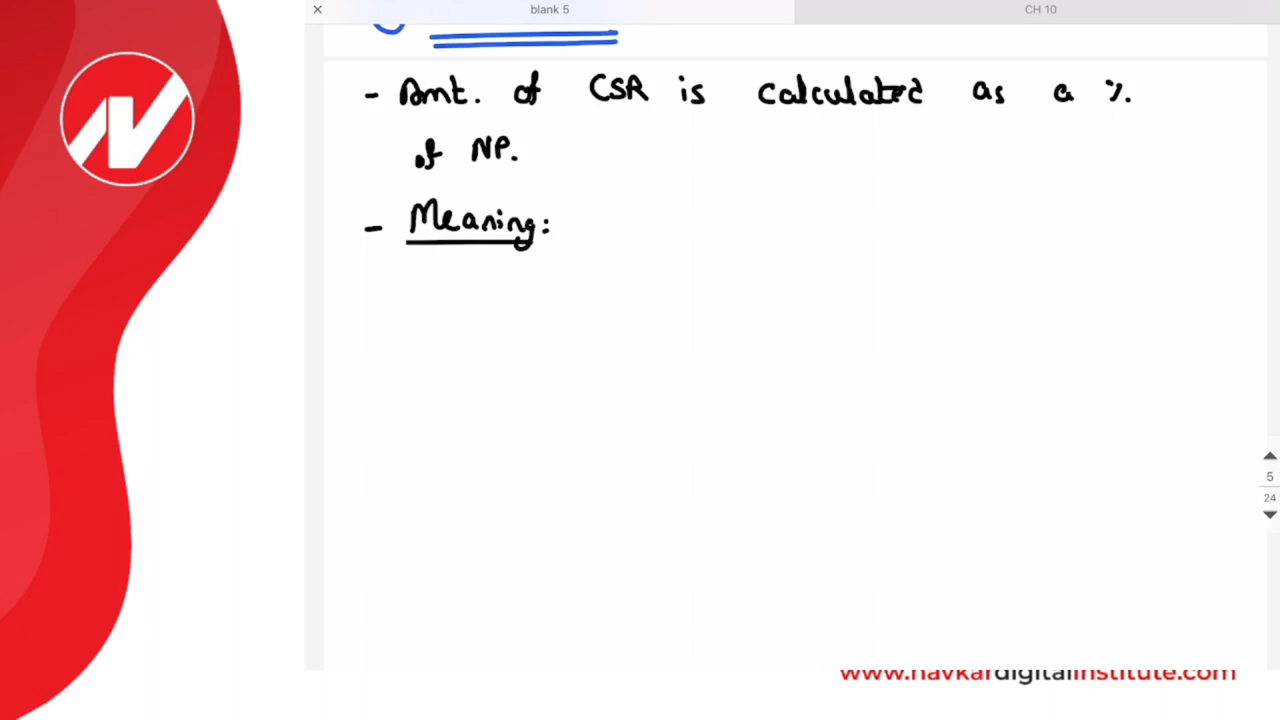 × blank 5 CH 10
- Amt. of CSR is calculated as a %.
of NP.
- Meaning:
5
24
www.navkardigitalinstitute.com